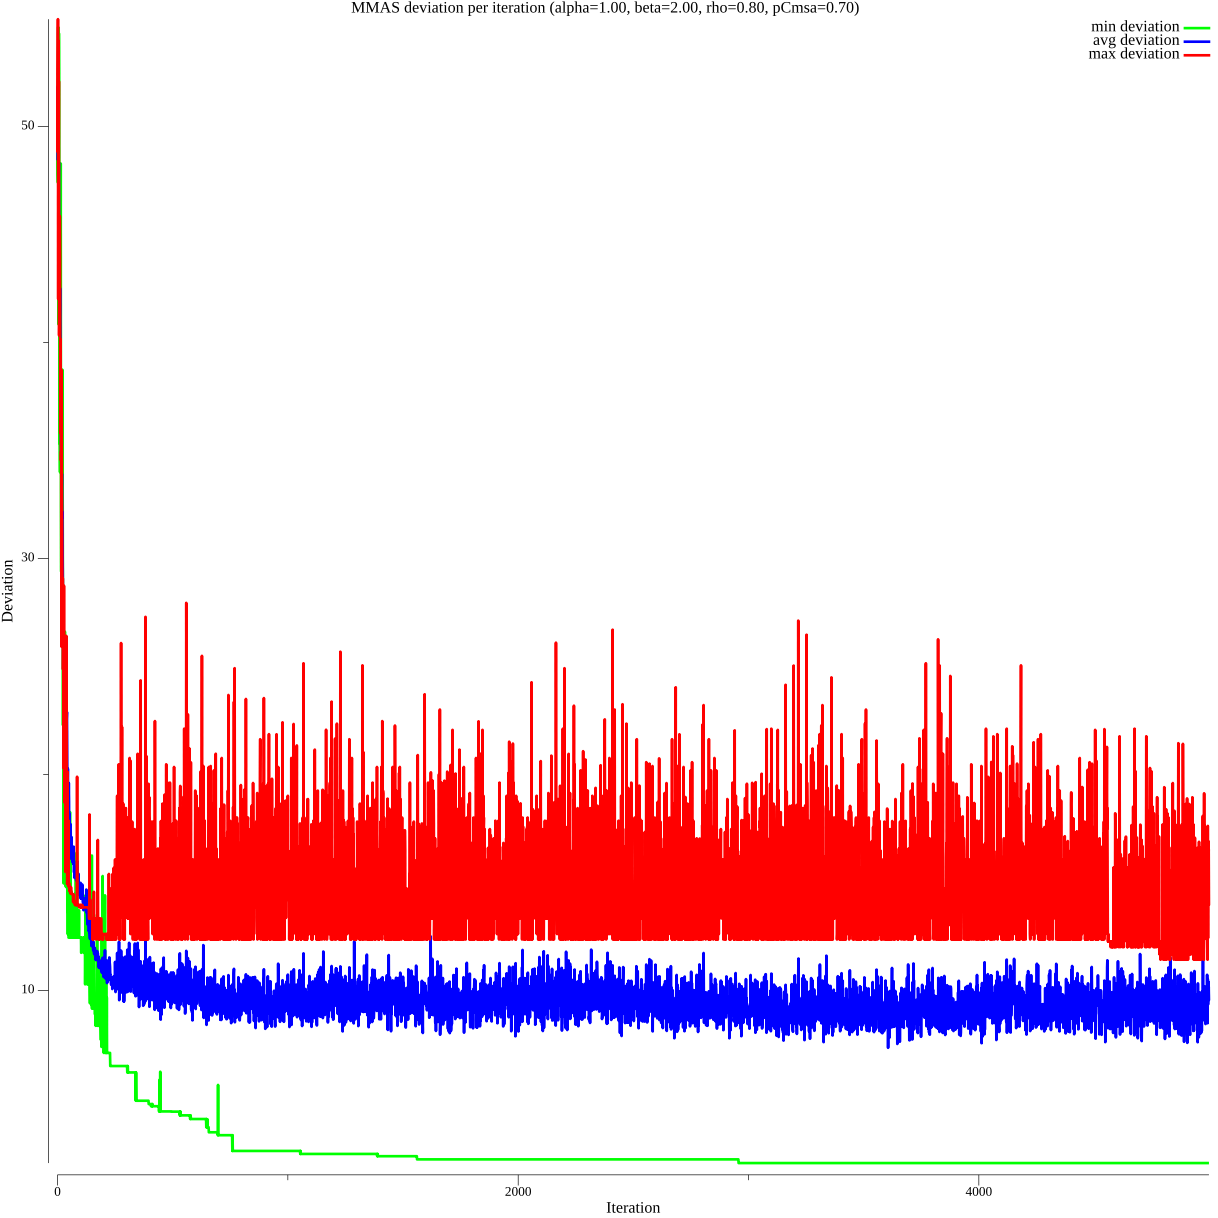 MMAS deviation per iteration (alpha=1.00, beta=2.00, rho=0.80, pCmsa=0.70)
min deviation
avg deviation
max deviation
50
30
10
Deviation
0
2000
4000
Iteration